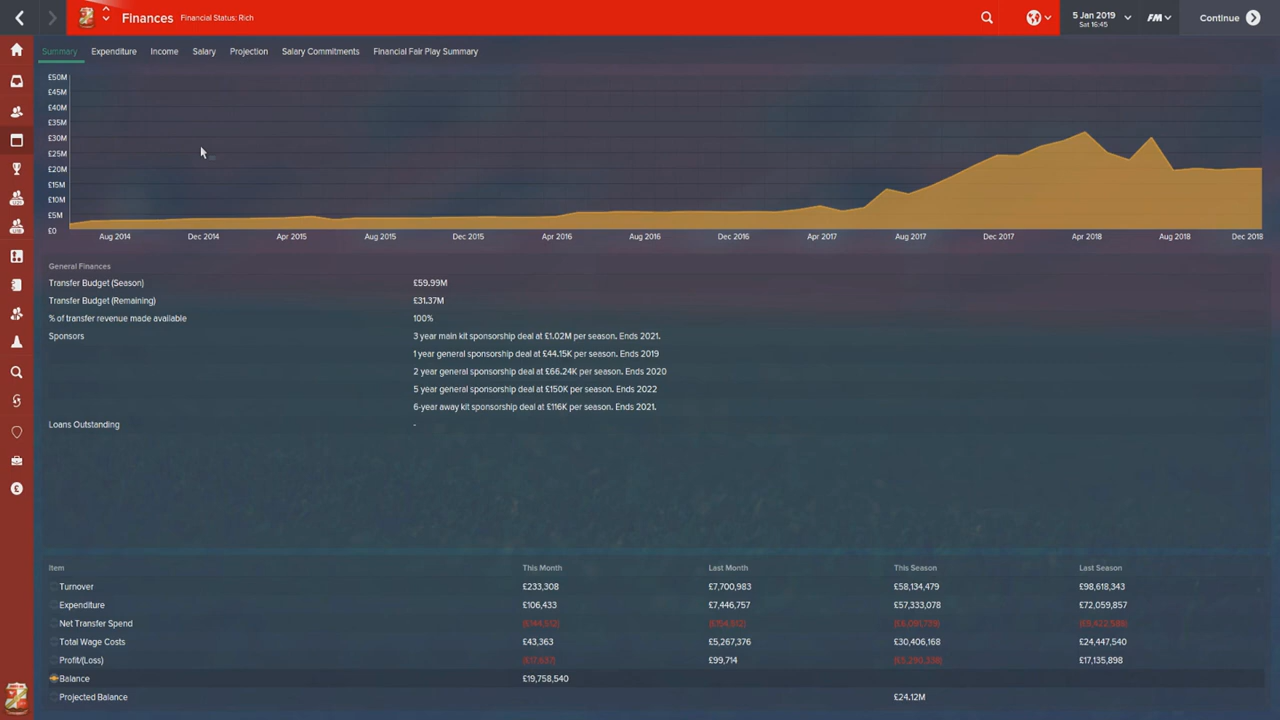 Finances Financial Status: Rich 5 Jan 2019 FM Continue
Sat 16:45
Summary Expenditure Income Salary Projection Salary Commitments Financial Fair Play Summary
£50M
£45M
£40M
£35M
£30M
£25M
£20M
£15M
£10M
£5M
£0
Aug 2014 Dec 2014 Apr 2015 Aug 2015 Dec 2015 Apr 2016 Aug 2016 Dec 2016 Apr 2017 Aug 2017 Dec 2017 Apr 2018 Aug 2018 Dec 2018
General Finances
Transfer Budget (Season) £59.99M
Transfer Budget (Remaining) £31.37M
% of transfer revenue made available 100%
Sponsors 3 year main kit sponsorship deal at £1.02M per season. Ends 2021.
1 year general sponsorship deal at £44.15K per season. Ends 2019
2 year general sponsorship deal at £66.24K per season. Ends 2020
5 year general sponsorship deal at £150K per season. Ends 2022
6-year away kit sponsorship deal at £116K per season. Ends 2021.
Loans Outstanding -
Item This Month Last Month This Season Last Season
Turnover £233,308 £7,700,983 £58,134,479 £98,618,343
Expenditure £106,433 £7,446,757 £57,333,078 £72,059,857
Net Transfer Spend
Total Wage Costs £43,363 £5,267,376 £30,406,168 £24,447,540
Profit/(Loss) £99,714 £17,135,898
Balance £19,758,540
Projected Balance £24.12M